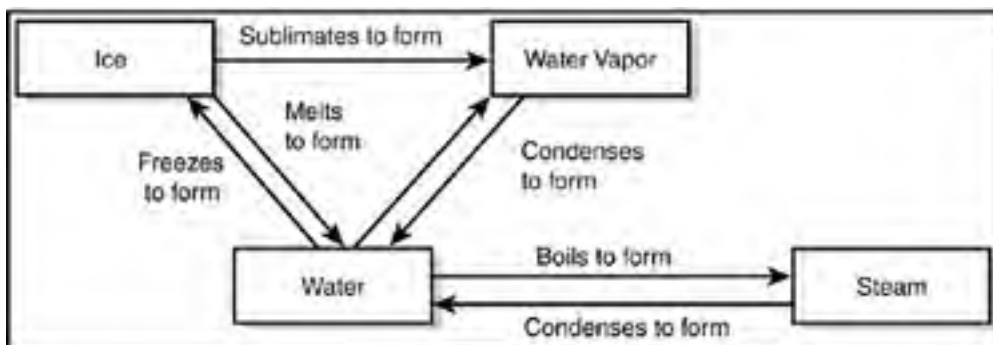 Ice
Sublimates to form
Water Vapor
Melts
to form
Freezes
to form
Condenses
to form
Water
Boils to form
Steam
Condenses to form